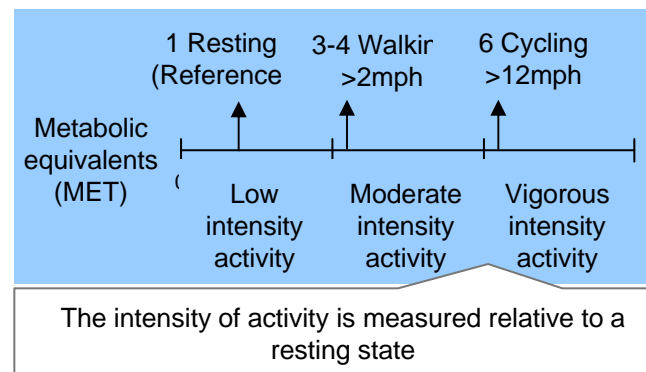 1 Resting
(Reference
3-4 Walkin
>2mph
6 Cycling
>12mph
Metabolic
equivalents
(MET)
Low
intensity
activity
Moderate
intensity
activity
Vigorous
intensity
activity
The intensity of activity is measured relative to a
resting state